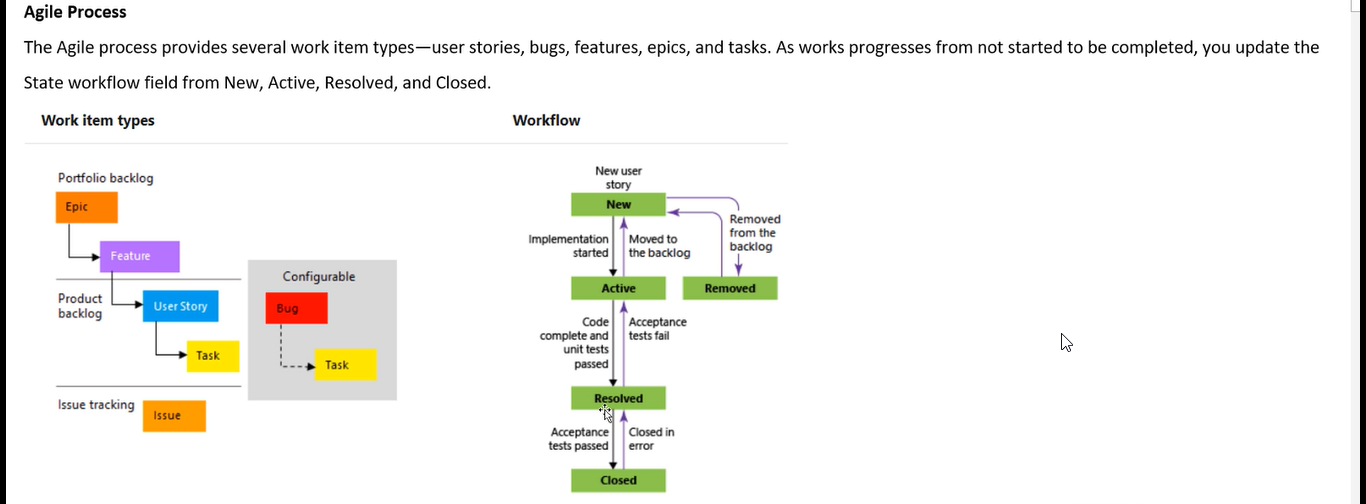 Agile Process
The Agile process provides several work item types—user stories, bugs, features, epics, and tasks. As works progresses from not started to be completed, you update the
State workflow field from New, Active, Resolved, and Closed.
Work item types
Workflow
Portfolio backlog
Epic
Feature
Product
backlog
User Story
Task
Configurable
Bug
Task
Issue tracking
Issue
New user
story
New
Implementation
started
Moved to
the backlog
Removed
from the
backlog
Active
Removed
Code
complete and
unit tests
passed
Acceptance
tests fail
Resolved
Acceptance
tests passed
Closed in
error
Closed